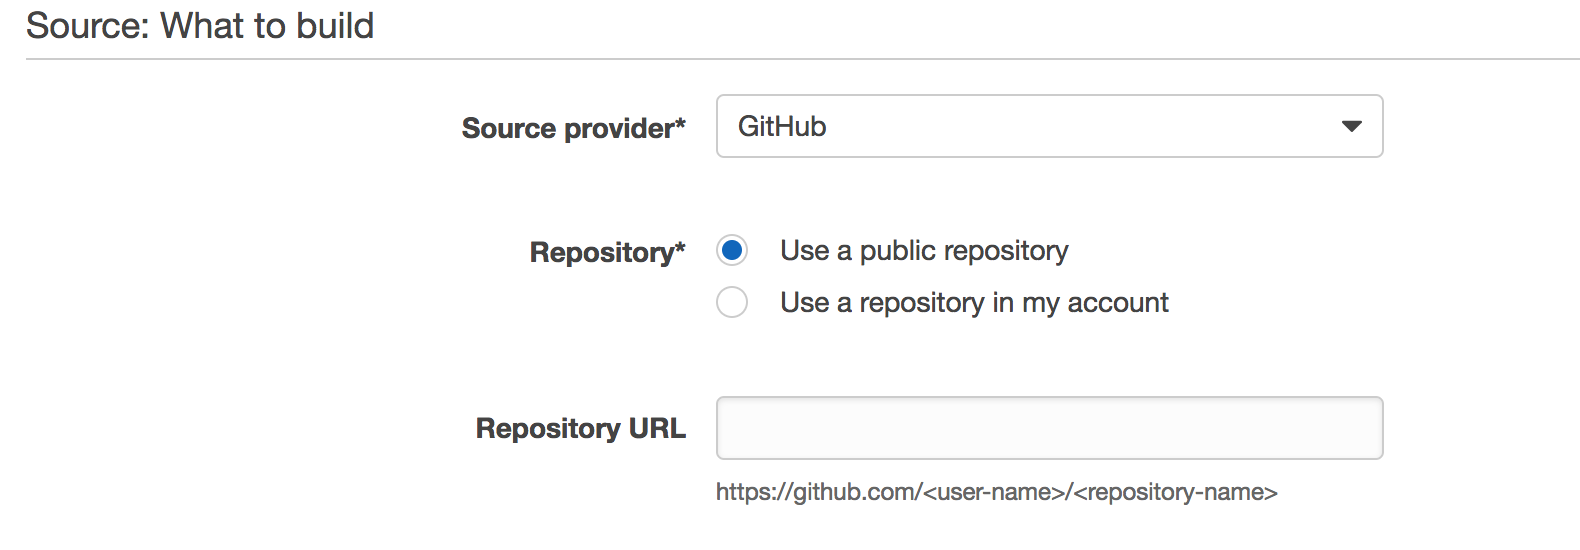 Source: What to build
Source provider* GitHub
Repository* Use a public repository
Use a repository in my account
Repository URL
https://github.com/<user-name>/<repository-name>